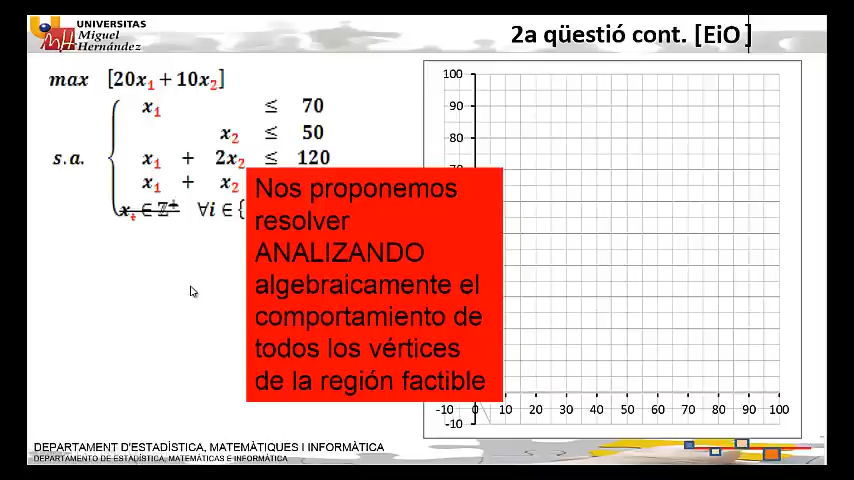 UNIVERSITAS
Miguel
Hernández
2a qüestió cont. [EiO]
max [20x₁ + 10x₂]
x₁ ≤ 70
x₂ ≤ 50
s.a. x₁ + 2x₂ ≤ 120
x₁ + x₂
xᵢ ∈ ℤ⁺ ∀i ∈ {
Nos proponemos
resolver
ANALIZANDO
algebraicamente el
comportamiento de
todos los vértices
de la región factible
100
90
80
-10 0 10 20 30 40 50 60 70 80 90 100
-10
DEPARTAMENT D'ESTADÍSTICA, MATEMÀTIQUES I INFORMÀTICA
DEPARTAMENTO DE ESTADÍSTICA, MATEMÁTICAS E INFORMÁTICA